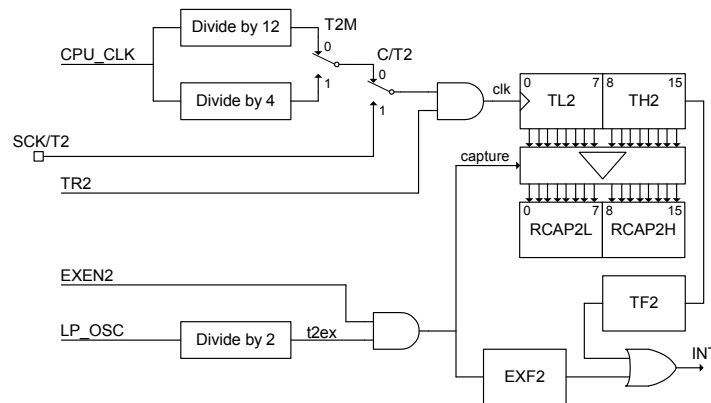 Divide by 12
T2M
CPU_CLK
0
C/T2
0
1
Divide by 4
1
clk
0 7 8 15
TL2 TH2
SCK/T2
capture
TR2
0 7 8 15
RCAP2L RCAP2H
EXEN2
TF2
LP_OSC
Divide by 2
t2ex
INT
EXF2